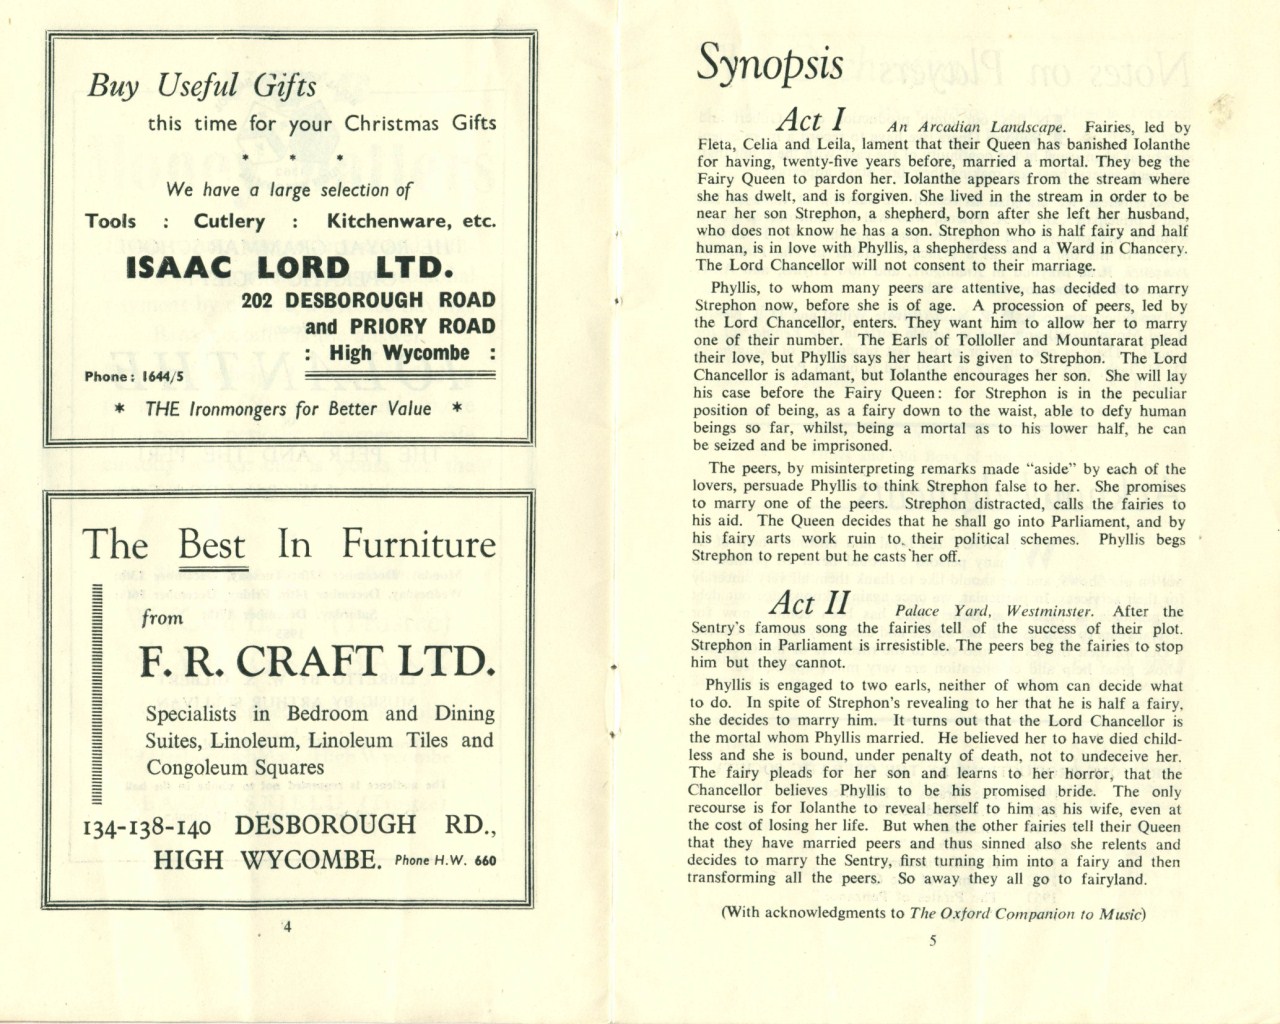 Buy Useful Gifts
this time for your Christmas Gifts
* * *
We have a large selection of
Tools : Cutlery : Kitchenware, etc.
ISAAC LORD LTD.
202 DESBOROUGH ROAD
and PRIORY ROAD
: High Wycombe :
Phone: 1644/5
* THE Ironmongers for Better Value *
The Best In Furniture
from
F. R. CRAFT LTD.
Specialists in Bedroom and Dining
Suites, Linoleum, Linoleum Tiles and
Congoleum Squares
134-138-140 DESBOROUGH RD.,
HIGH WYCOMBE. Phone H.W. 660
4
Synopsis
Act I An Arcadian Landscape. Fairies, led by
Fleta, Celia and Leila, lament that their Queen has banished Iolanthe
for having, twenty-five years before, married a mortal. They beg the
Fairy Queen to pardon her. Iolanthe appears from the stream where
she has dwelt, and is forgiven. She lived in the stream in order to be
near her son Strephon, a shepherd, born after she left her husband,
who does not know he has a son. Strephon who is half fairy and half
human, is in love with Phyllis, a shepherdess and a Ward in Chancery.
The Lord Chancellor will not consent to their marriage.
Phyllis, to whom many peers are attentive, has decided to marry
Strephon now, before she is of age. A procession of peers, led by
the Lord Chancellor, enters. They want him to allow her to marry
one of their number. The Earls of Tolloller and Mountararat plead
their love, but Phyllis says her heart is given to Strephon. The Lord
Chancellor is adamant, but Iolanthe encourages her son. She will lay
his case before the Fairy Queen: for Strephon is in the peculiar
position of being, as a fairy down to the waist, able to defy human
beings so far, whilst, being a mortal as to his lower half, he can
be seized and be imprisoned.
The peers, by misinterpreting remarks made "aside" by each of the
lovers, persuade Phyllis to think Strephon false to her. She promises
to marry one of the peers. Strephon distracted, calls the fairies to
his aid. The Queen decides that he shall go into Parliament, and by
his fairy arts work ruin to their political schemes. Phyllis begs
Strephon to repent but he casts her off.
Act II Palace Yard, Westminster. After the
Sentry's famous song the fairies tell of the success of their plot.
Strephon in Parliament is irresistible. The peers beg the fairies to stop
him but they cannot.
Phyllis is engaged to two earls, neither of whom can decide what
to do. In spite of Strephon's revealing to her that he is half a fairy,
she decides to marry him. It turns out that the Lord Chancellor is
the mortal whom Phyllis married. He believed her to have died child-
less and she is bound, under penalty of death, not to undeceive her.
The fairy pleads for her son and learns to her horror, that the
Chancellor believes Phyllis to be his promised bride. The only
recourse is for Iolanthe to reveal herself to him as his wife, even at
the cost of losing her life. But when the other fairies tell their Queen
that they have married peers and thus sinned also she relents and
decides to marry the Sentry, first turning him into a fairy and then
transforming all the peers. So away they all go to fairyland.
(With acknowledgments to The Oxford Companion to Music)
5